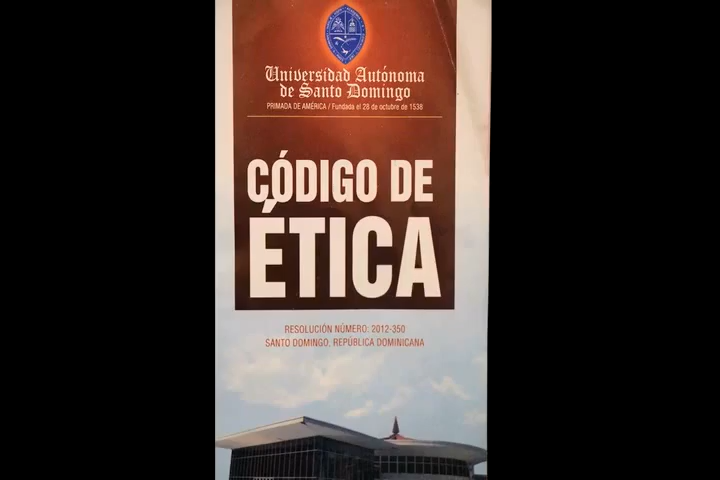 Universidad Autónoma
de Santo Domingo
PRIMADA DE AMÉRICA / Fundada el 28 de octubre de 1538
CÓDIGO DE
ÉTICA
RESOLUCIÓN NÚMERO: 2012-350
SANTO DOMINGO, REPÚBLICA DOMINICANA